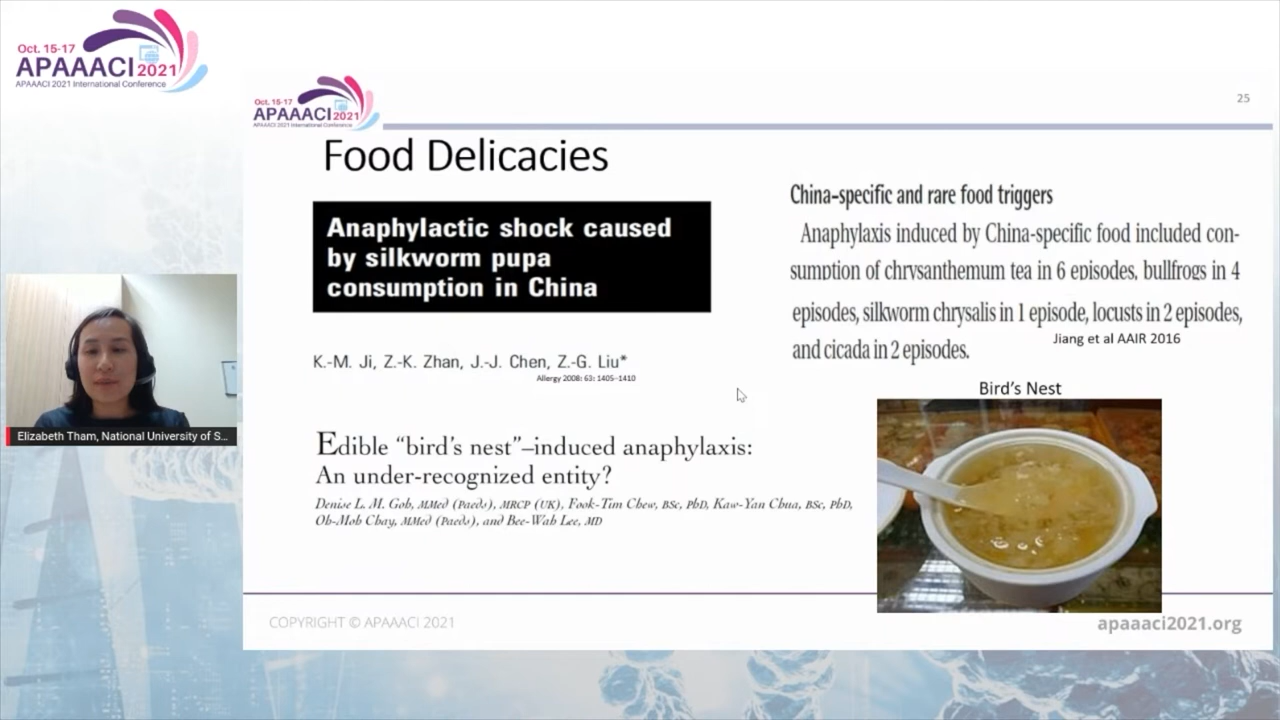 Oct. 15-17
APAAACI 2021
APAAACI 2021 International Conference
Oct. 15-17
APAAACI 2021
APAAACI 2021 International Conference
25
Food Delicacies
Anaphylactic shock caused
by silkworm pupa
consumption in China
K.-M. Ji, Z.-K. Zhan, J.-J. Chen, Z.-G. Liu*
Allergy 2008: 63: 1405–1410
Edible “bird’s nest”–induced anaphylaxis:
An under-recognized entity?
Denise L. M. Goh, MMed (Paeds), MRCP (UK), Fook-Tim Chew, BSc, PhD, Kaw-Yan Chua, BSc, PhD,
Oh-Moh Chay, MMed (Paeds), and Bee-Wah Lee, MD
China-specific and rare food triggers
Anaphylaxis induced by China-specific food included con-
sumption of chrysanthemum tea in 6 episodes, bullfrogs in 4
episodes, silkworm chrysalis in 1 episode, locusts in 2 episodes,
and cicada in 2 episodes.
Jiang et al AAIR 2016
Bird’s Nest
Elizabeth Tham, National University of S...
COPYRIGHT © APAAACI 2021
apaaaci2021.org